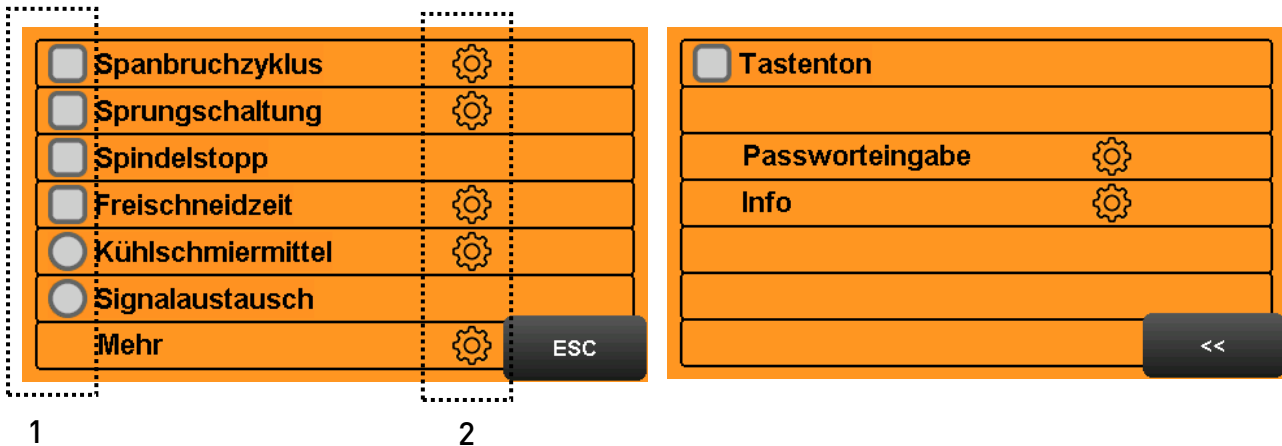 Spanbruchzyklus
Sprungschaltung
Spindelstopp
Freischneidzeit
Kühlschmiermittel
Signalaustausch
Mehr
ESC
Tastenton
Passworteingabe
Info
<<
1
2